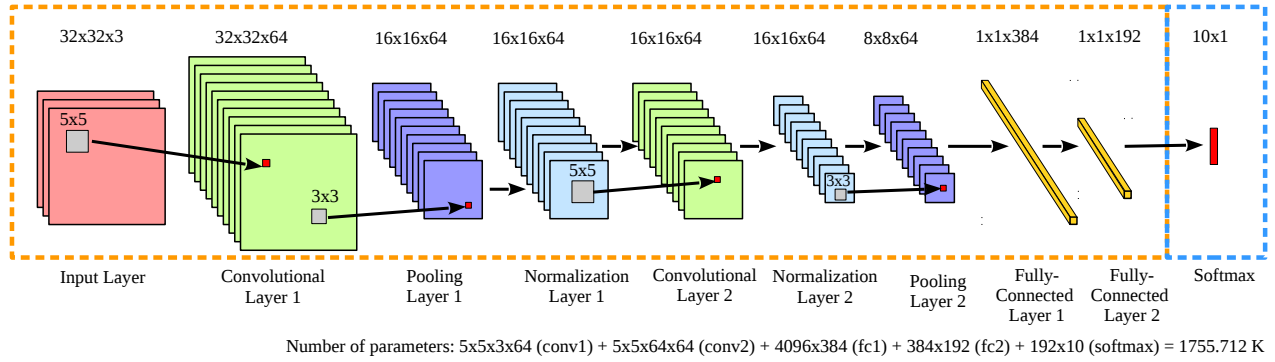 32x32x3
32x32x64
16x16x64
16x16x64
16x16x64
16x16x64
8x8x64
1x1x384
1x1x192
10x1
5x5
3x3
5x5
3x3
Input Layer
Convolutional
Layer 1
Pooling
Layer 1
Normalization
Layer 1
Convolutional
Layer 2
Normalization
Layer 2
Pooling
Layer 2
Fully-
Connected
Layer 1
Fully-
Connected
Layer 2
Softmax
Number of parameters: 5x5x3x64 (conv1) + 5x5x64x64 (conv2) + 4096x384 (fc1) + 384x192 (fc2) + 192x10 (softmax) = 1755.712 K